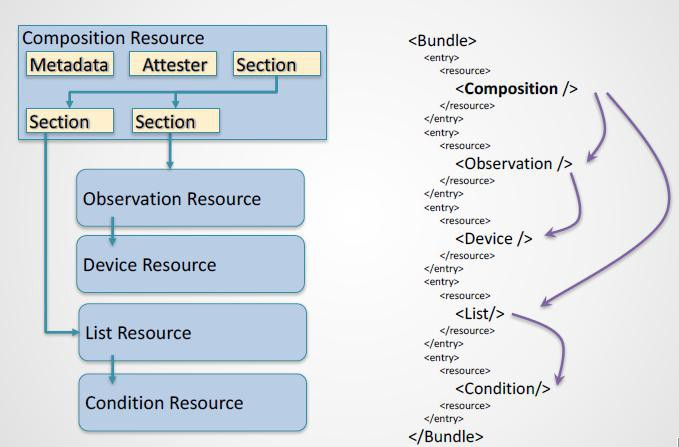 Composition Resource
Metadata
Attester
Section
Section
Section
Observation Resource
Device Resource
List Resource
Condition Resource
<Bundle>
<entry>
<resource>
<Composition />
</resource>
</entry>
<entry>
<resource>
<Observation />
</resource>
</entry>
<entry>
<resource>
<Device />
</resource>
</entry>
<entry>
<resource>
<List/>
</resource>
</entry>
<entry>
<resource>
<Condition/>
<resource>
</entry>
</Bundle>